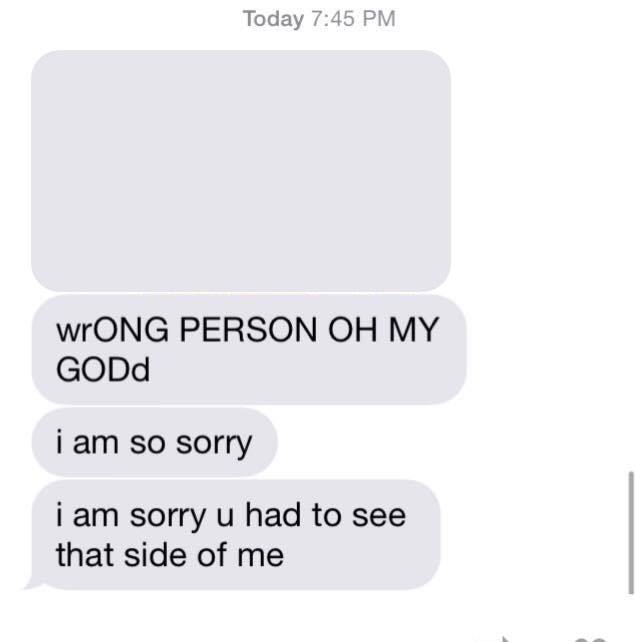 Today 7:45 PM
wrONG PERSON OH MY
GODd
i am so sorry
i am sorry u had to see
that side of me